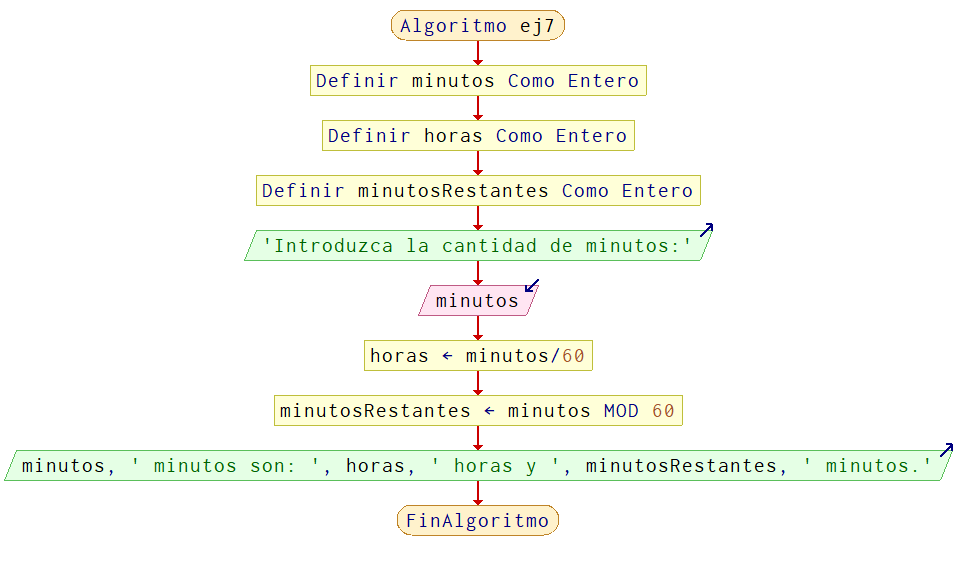 Algoritmo ej7
Definir minutos Como Entero
Definir horas Como Entero
Definir minutosRestantes Como Entero
'Introduzca la cantidad de minutos:'
minutos
horas ← minutos/60
minutosRestantes ← minutos MOD 60
minutos, ' minutos son: ', horas, ' horas y ', minutosRestantes, ' minutos.'
FinAlgoritmo